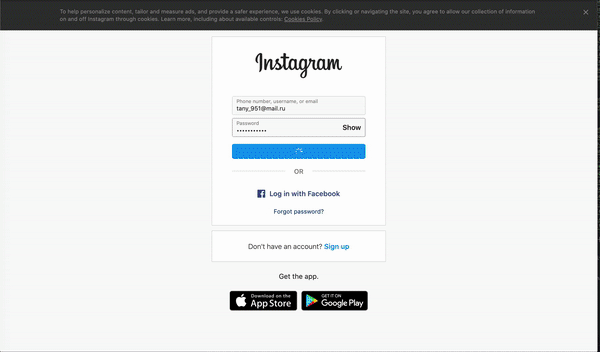 To help personalize content, tailor and measure ads, and provide a safer experience, we use cookies. By clicking or navigating the site, you agree to allow our collection of information
on and off Instagram through cookies. Learn more, including about available controls: Cookies Policy.
Instagram
Phone number, username, or email
tany_951@mail.ru
Password
•••••••••••
Show
OR
Log in with Facebook
Forgot password?
Don't have an account? Sign up
Get the app.
Download on the
App Store
GET IT ON
Google Play